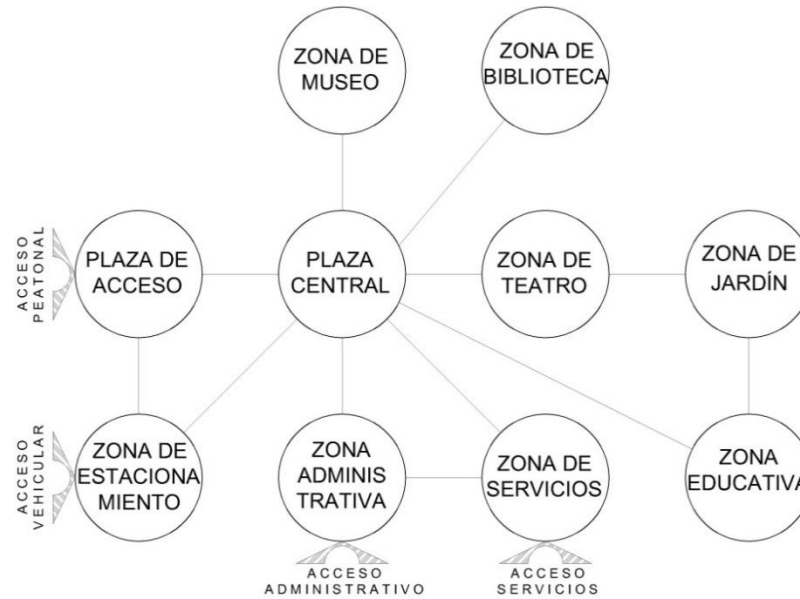 ZONA DE
MUSEO
ZONA DE
BIBLIOTECA
ACCESO
PEATONAL
PLAZA DE
ACCESO
PLAZA
CENTRAL
ZONA DE
TEATRO
ZONA DE
JARDÍN
ACCESO
VEHICULAR
ZONA DE
ESTACIONA
MIENTO
ZONA
ADMINIS
TRATIVA
ZONA DE
SERVICIOS
ZONA
EDUCATIVA
ACCESO
ADMINISTRATIVO
ACCESO
SERVICIOS